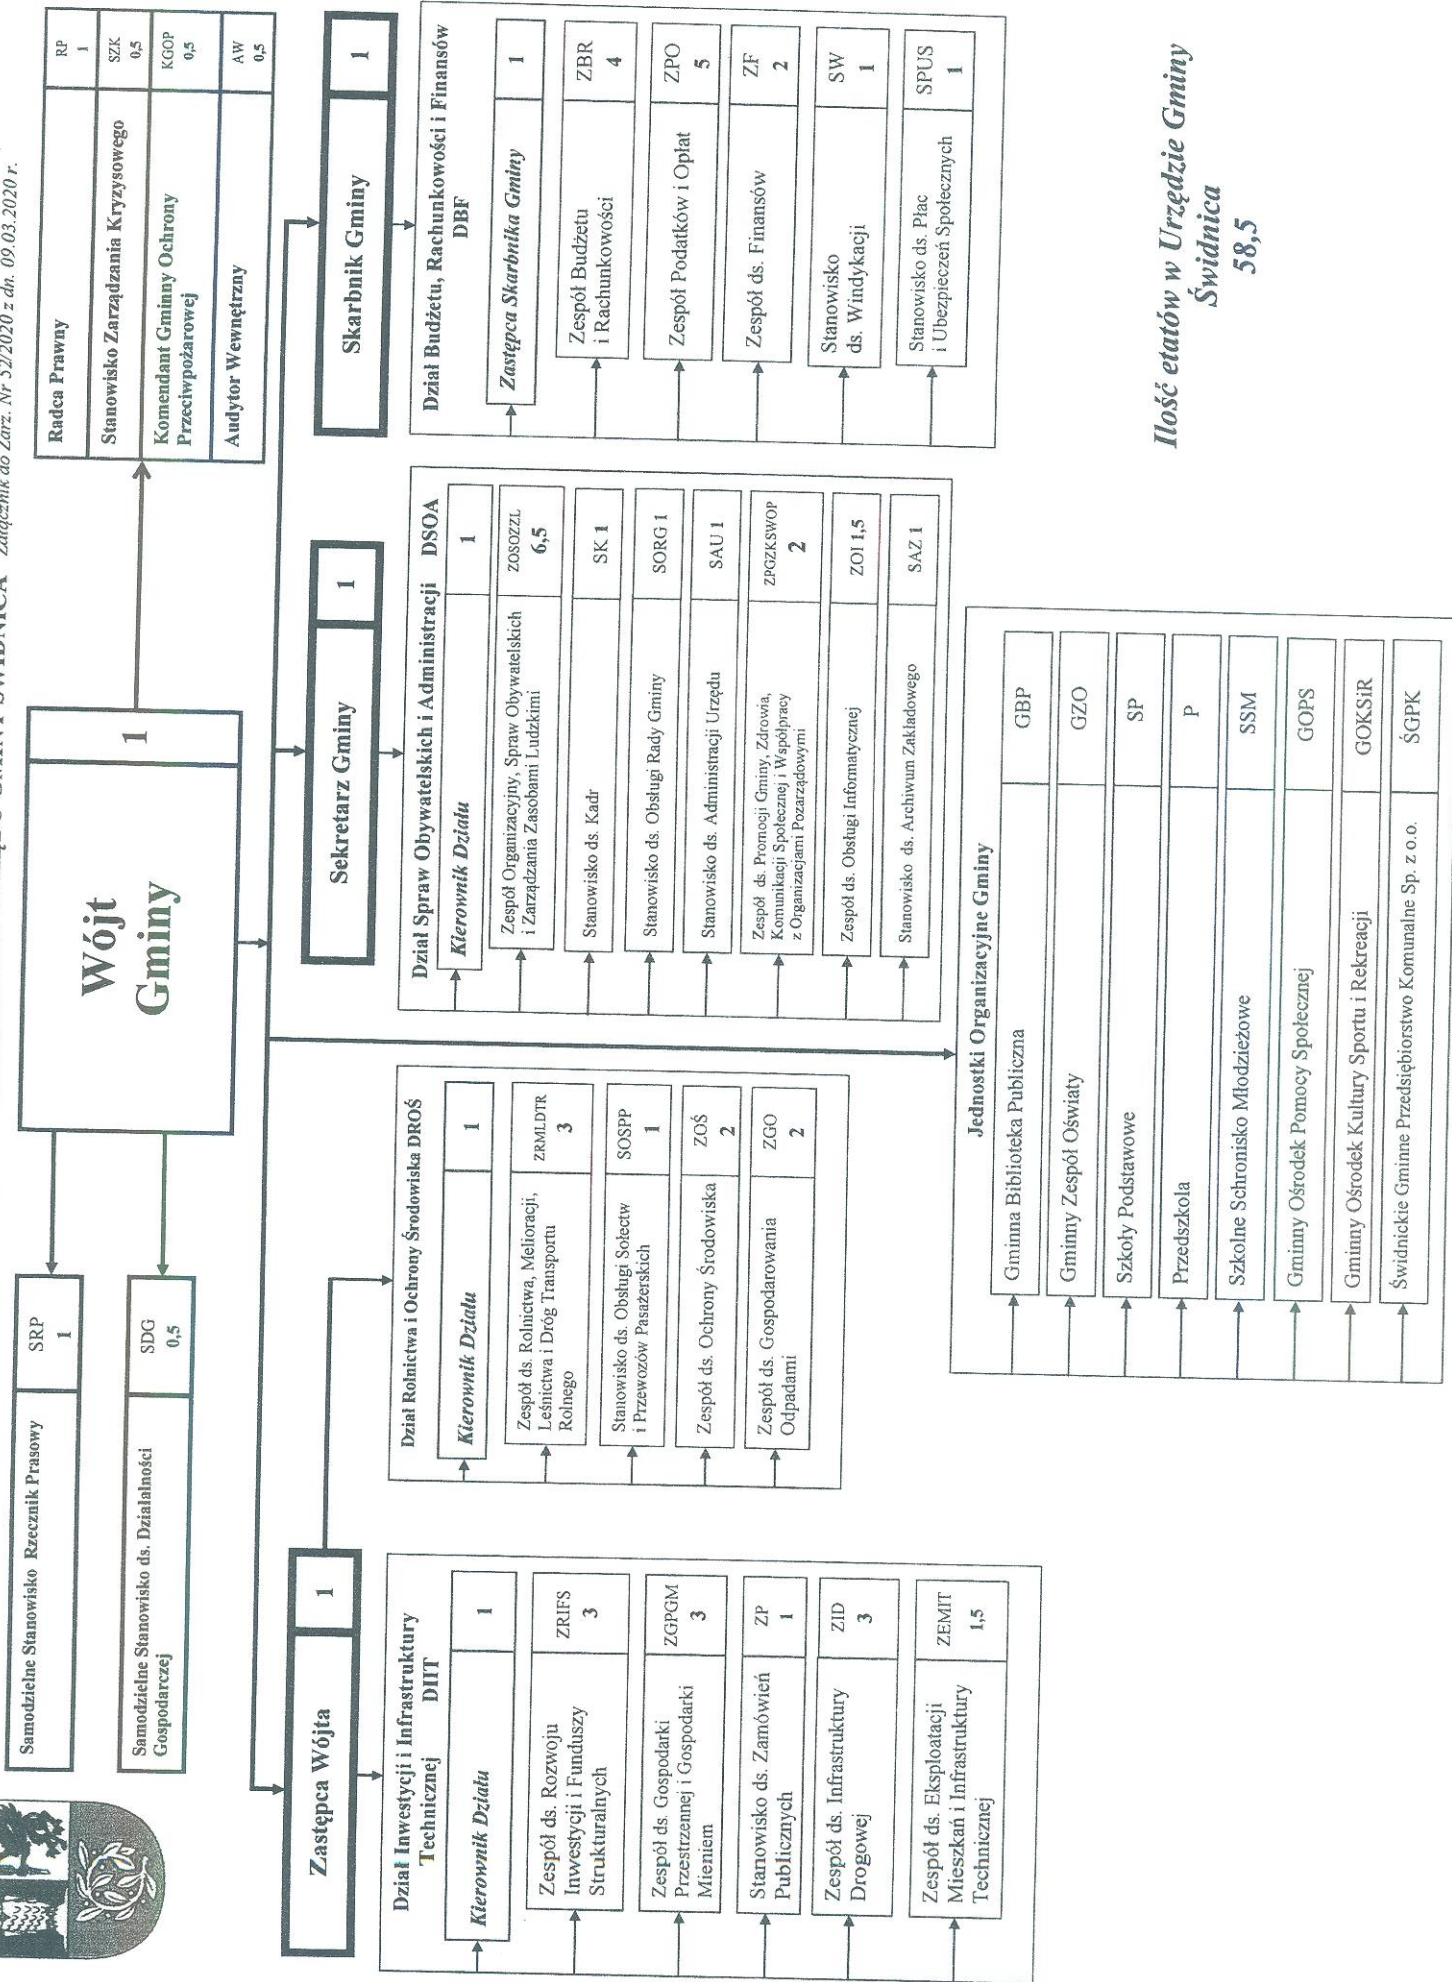 GMINY ŚWIDNICA Załącznik do Zarz. Nr 52/2020 z dn. 09.03.2020 r.
Samodzielne Stanowisko Rzecznik Prasowy
SRP
1
Samodzielne Stanowisko ds. Działalności
Gospodarczej
SDG
0,5
Wójt
Gminy
1
Radca Prawny
RP
1
Stanowisko Zarządzania Kryzysowego
SZK
0,5
Komendant Gminny Ochrony
Przeciwpożarowej
KGOP
0,5
Audytor Wewnętrzny
AW
0,5
Zastępca Wójta
1
Sekretarz Gminy
1
Skarbnik Gminy
1
Dział Inwestycji i Infrastruktury
Technicznej DIIT
Kierownik Działu
1
Zespół ds. Rozwoju
Inwestycji i Funduszy
Strukturalnych
ZRIFS
3
Zespół ds. Gospodarki
Przestrzennej i Gospodarki
Mieniem
ZGPGM
3
Stanowisko ds. Zamówień
Publicznych
ZP
1
Zespół ds. Infrastruktury
Drogowej
ZID
3
Zespół ds. Eksploatacji
Mieszkań i Infrastruktury
Technicznej
ZEMIT
1,5
Dział Rolnictwa i Ochrony Środowiska DROŚ
Kierownik Działu
1
Zespół ds. Rolnictwa, Melioracji,
Leśnictwa i Dróg Transportu
Rolnego
ZRMLDTR
3
Stanowisko ds. Obsługi Sołectw
i Przewozów Pasażerskich
SOSPP
1
Zespół ds. Ochrony Środowiska
ZOŚ
2
Zespół ds. Gospodarowania
Odpadami
ZGO
2
Dział Spraw Obywatelskich i Administracji DSOA
Kierownik Działu
1
Zespół Organizacyjny, Spraw Obywatelskich
i Zarządzania Zasobami Ludzkimi
ZOSOZZL
6,5
Stanowisko ds. Kadr
SK 1
Stanowisko ds. Obsługi Rady Gminy
SORG 1
Stanowisko ds. Administracji Urzędu
SAU 1
Zespół ds. Promocji Gminy, Zdrowia,
Komunikacji Społecznej i Współpracy
z Organizacjami Pozarządowymi
ZPGZKSWOP
2
Zespół ds. Obsługi Informatycznej
ZOI 1,5
Stanowisko ds. Archiwum Zakładowego
SAZ 1
Dział Budżetu, Rachunkowości i Finansów
DBF
Zastępca Skarbnika Gminy
1
Zespół Budżetu
i Rachunkowości
ZBR
4
Zespół Podatków i Opłat
ZPO
5
Zespół ds. Finansów
ZF
2
Stanowisko
ds. Windykacji
SW
1
Stanowisko ds. Płac
i Ubezpieczeń Społecznych
SPUS
1
Jednostki Organizacyjne Gminy
Gminna Biblioteka Publiczna
GBP
Gminny Zespół Oświaty
GZO
Szkoły Podstawowe
SP
Przedszkola
P
Szkolne Schronisko Młodzieżowe
SSM
Gminny Ośrodek Pomocy Społecznej
GOPS
Gminny Ośrodek Kultury Sportu i Rekreacji
GOKSiR
Świdnickie Gminne Przedsiębiorstwo Komunalne Sp. z o.o.
ŚGPK
Ilość etatów w Urzędzie Gminy
Świdnica
58,5